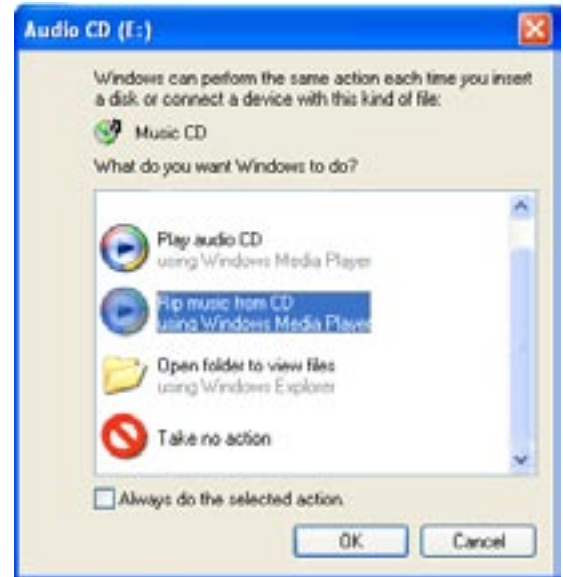 Audio CD (E:)
Windows can perform the same action each time you insert
a disk or connect a device with this kind of file:
Music CD
What do you want Windows to do?
Play audio CD
using Windows Media Player
Rip music from CD
using Windows Media Player
Open folder to view files
using Windows Explorer
Take no action
Always do the selected action.
OK
Cancel